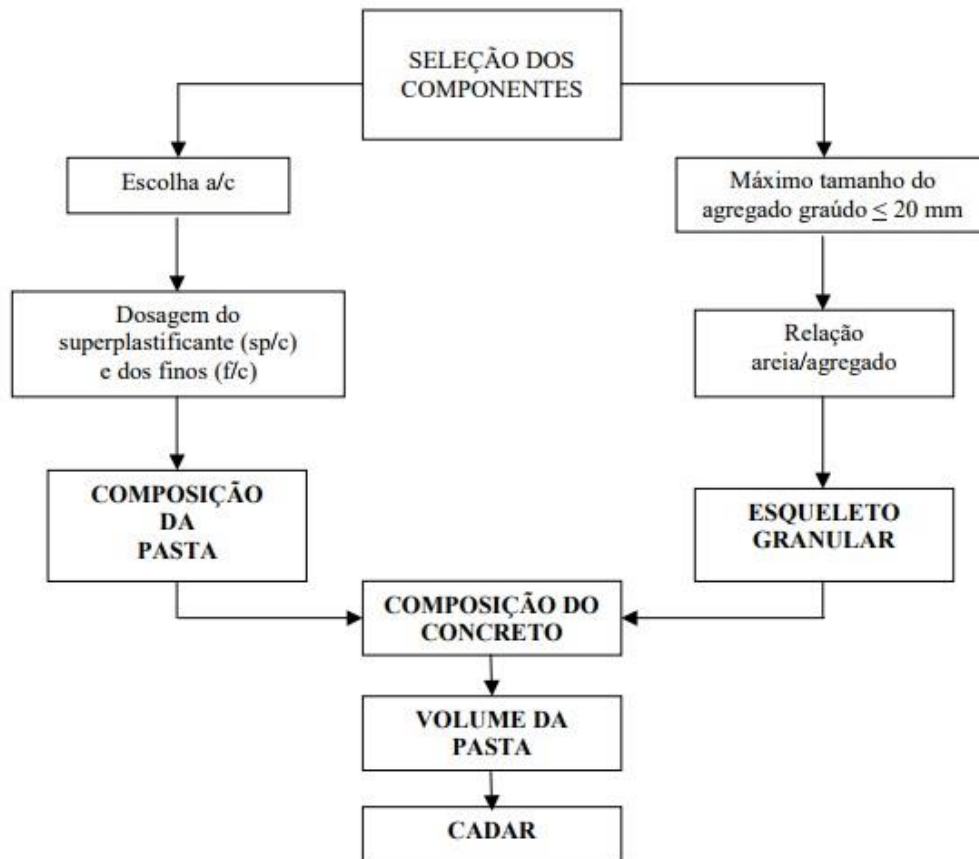 SELEÇÃO DOS
COMPONENTES
Escolha a/c
Máximo tamanho do
agregado graúdo ≤ 20 mm
Dosagem do
superplastificante (sp/c)
e dos finos (f/c)
Relação
areia/agregado
COMPOSIÇÃO
DA
PASTA
ESQUELETO
GRANULAR
COMPOSIÇÃO DO
CONCRETO
VOLUME DA
PASTA
CADAR